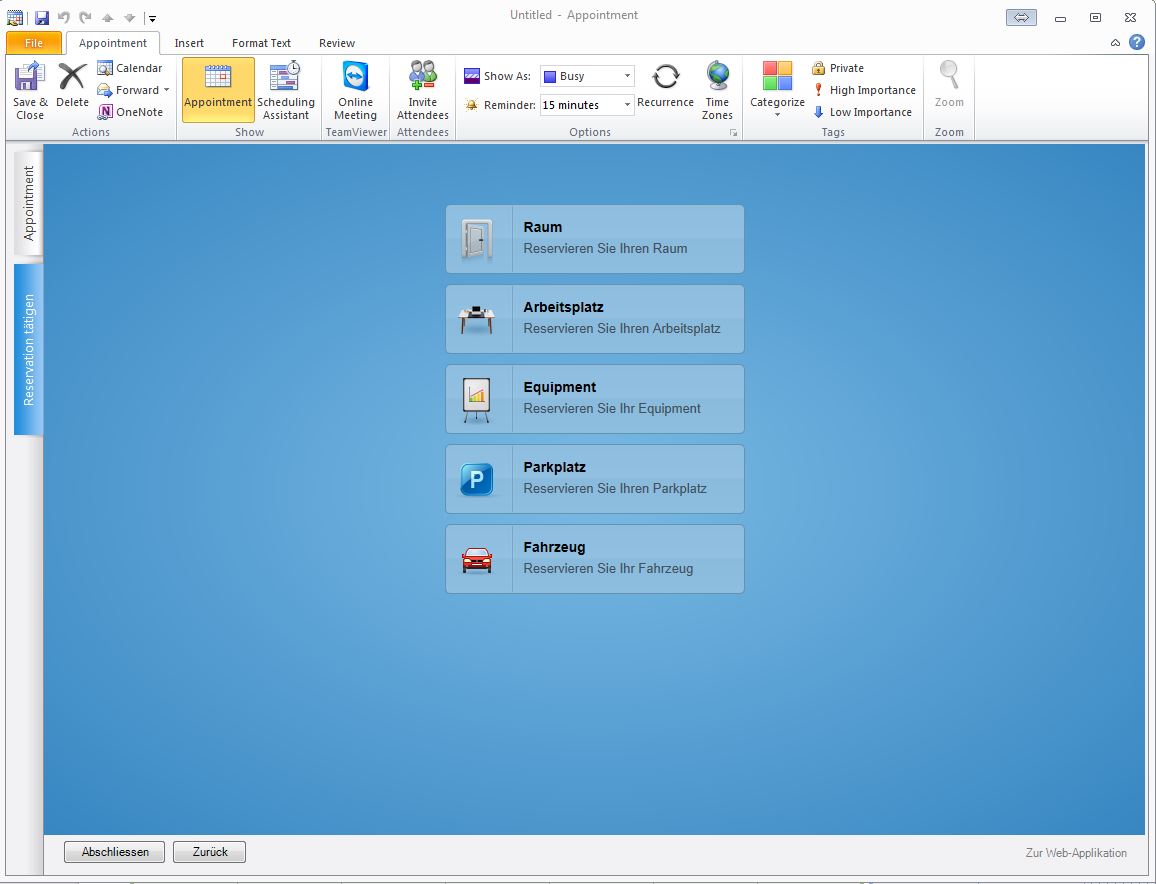 Untitled - Appointment
File
Appointment
Insert
Format Text
Review
Save & Close
Delete
Calendar
Forward
OneNote
Actions
Appointment
Scheduling Assistant
Show
Online Meeting
TeamViewer
Invite Attendees
Attendees
Show As: Busy
Reminder: 15 minutes
Recurrence
Time Zones
Options
Categorize
Private
High Importance
Low Importance
Tags
Zoom
Zoom
Appointment
Reservation tätigen
Raum
Reservieren Sie Ihren Raum
Arbeitsplatz
Reservieren Sie Ihren Arbeitsplatz
Equipment
Reservieren Sie Ihr Equipment
P
Parkplatz
Reservieren Sie Ihren Parkplatz
Fahrzeug
Reservieren Sie Ihr Fahrzeug
Abschliessen
Zurück
Zur Web-Applikation